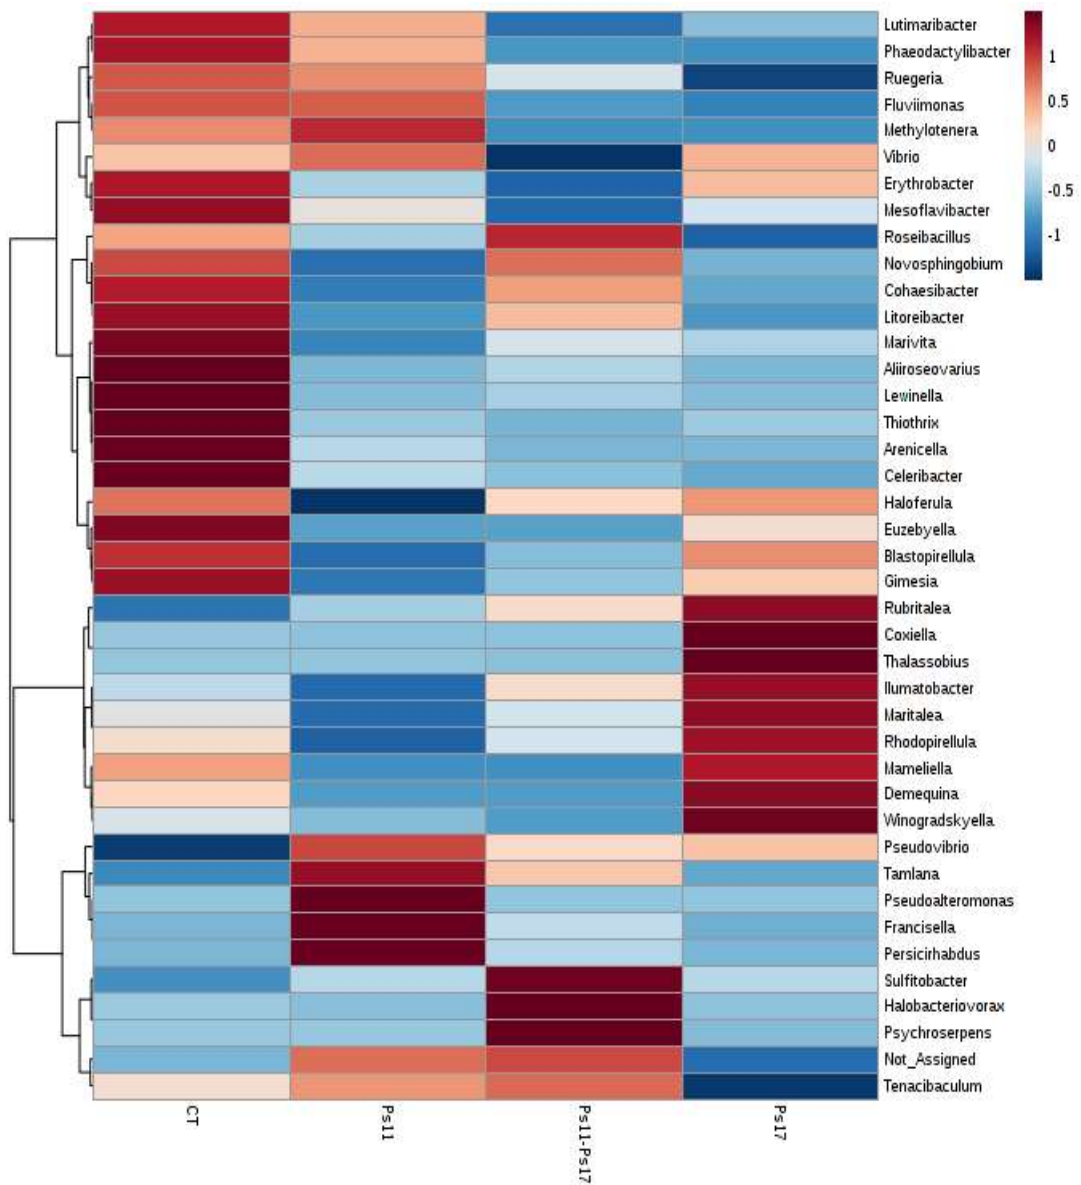 Lutimaribacter
Phaeodactylibacter
Ruegeria
Fluviimonas
Methylotenera
Vibrio
Erythrobacter
Mesoflavibacter
Roseibacillus
Novosphingobium
Cohaesibacter
Litoreibacter
Marivita
Aliiroseovarius
Lewinella
Thiothrix
Arenicella
Celeribacter
Haloferula
Euzebyella
Blastopirellula
Gimesia
Rubritalea
Coxiella
Thalassobius
Ilumatobacter
Maritalea
Rhodopirellula
Mameliella
Demequina
Winogradskyella
Pseudovibrio
Tamlana
Pseudoalteromonas
Francisella
Persicirhabdus
Sulfitobacter
Halobacteriovorax
Psychroserpens
Not_Assigned
Tenacibaculum
1
0.5
0
-0.5
-1
CT
Ps11
Ps11-Ps17
Ps17